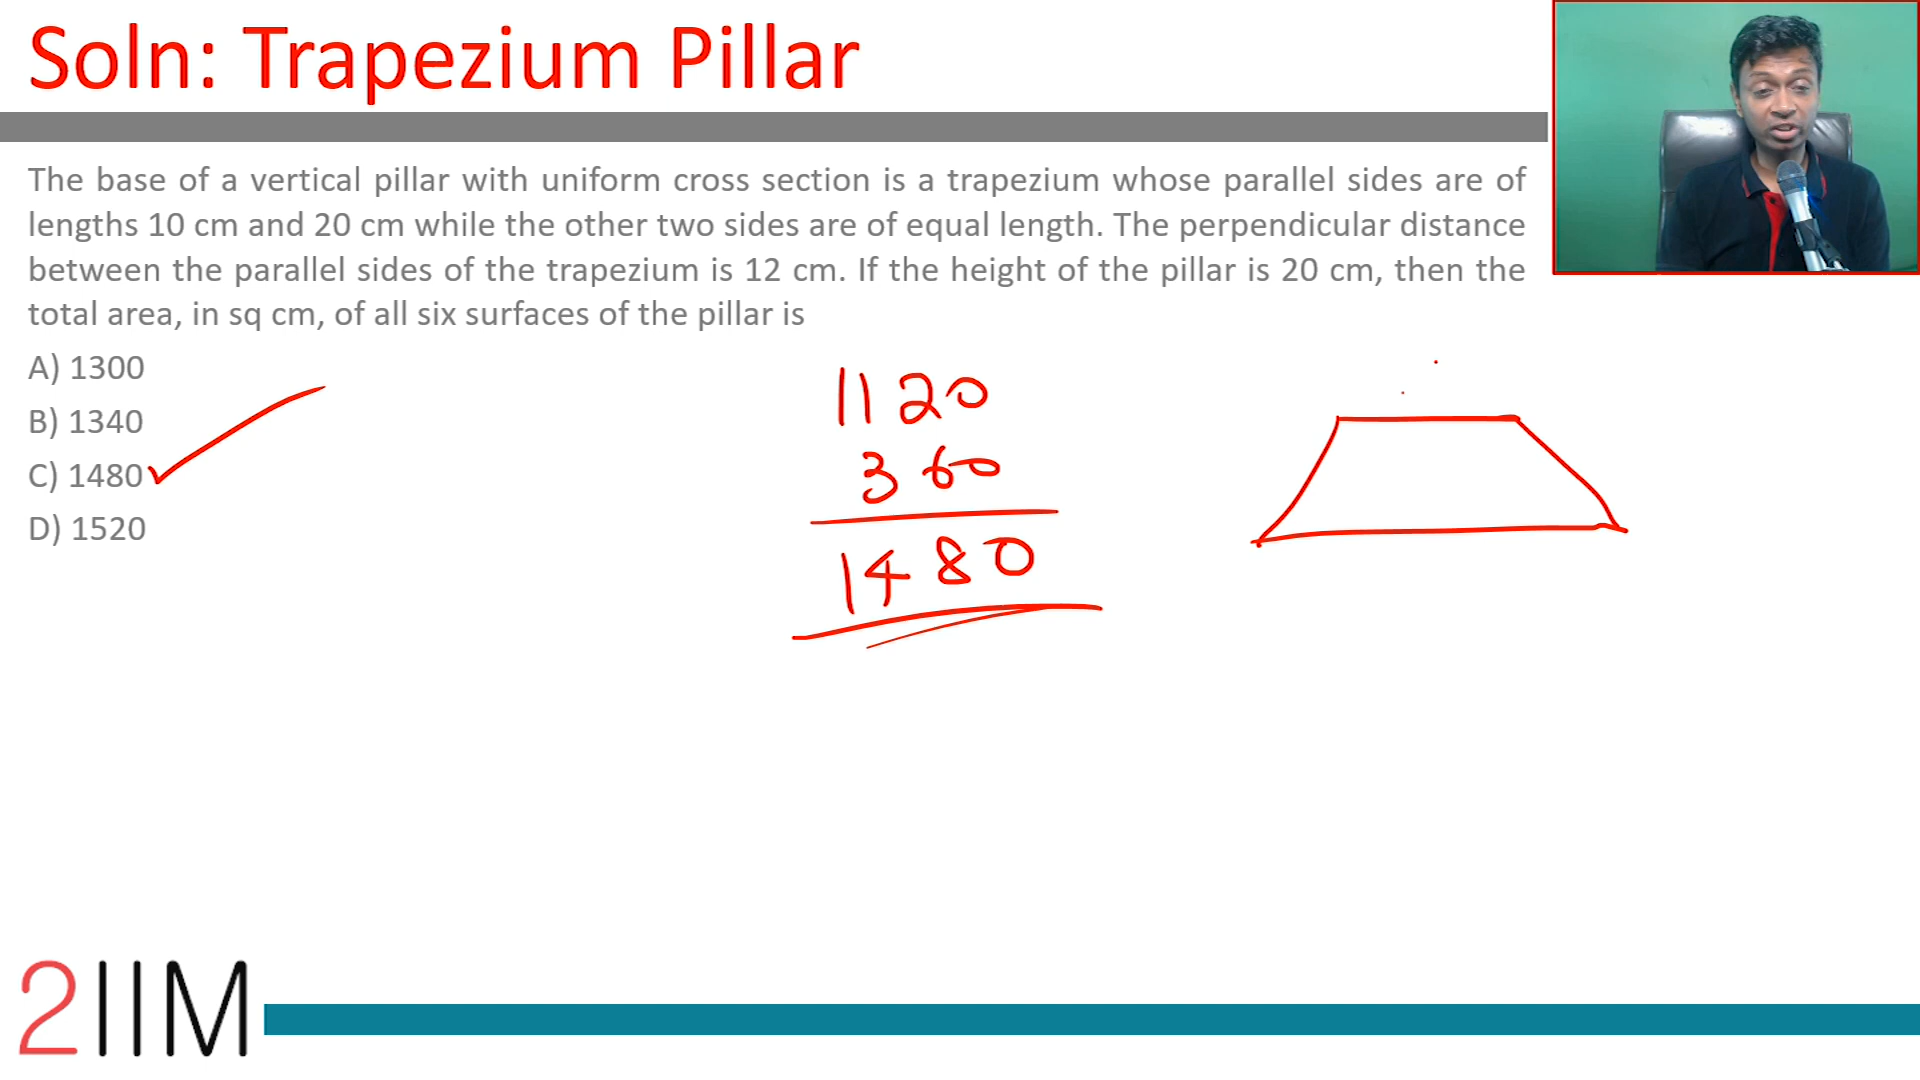 Soln: Trapezium Pillar
The base of a vertical pillar with uniform cross section is a trapezium whose parallel sides are of
lengths 10 cm and 20 cm while the other two sides are of equal length. The perpendicular distance
between the parallel sides of the trapezium is 12 cm. If the height of the pillar is 20 cm, then the
total area, in sq cm, of all six surfaces of the pillar is
A) 1300
B) 1340
C) 1480
D) 1520
1120
360
1480
2IIM